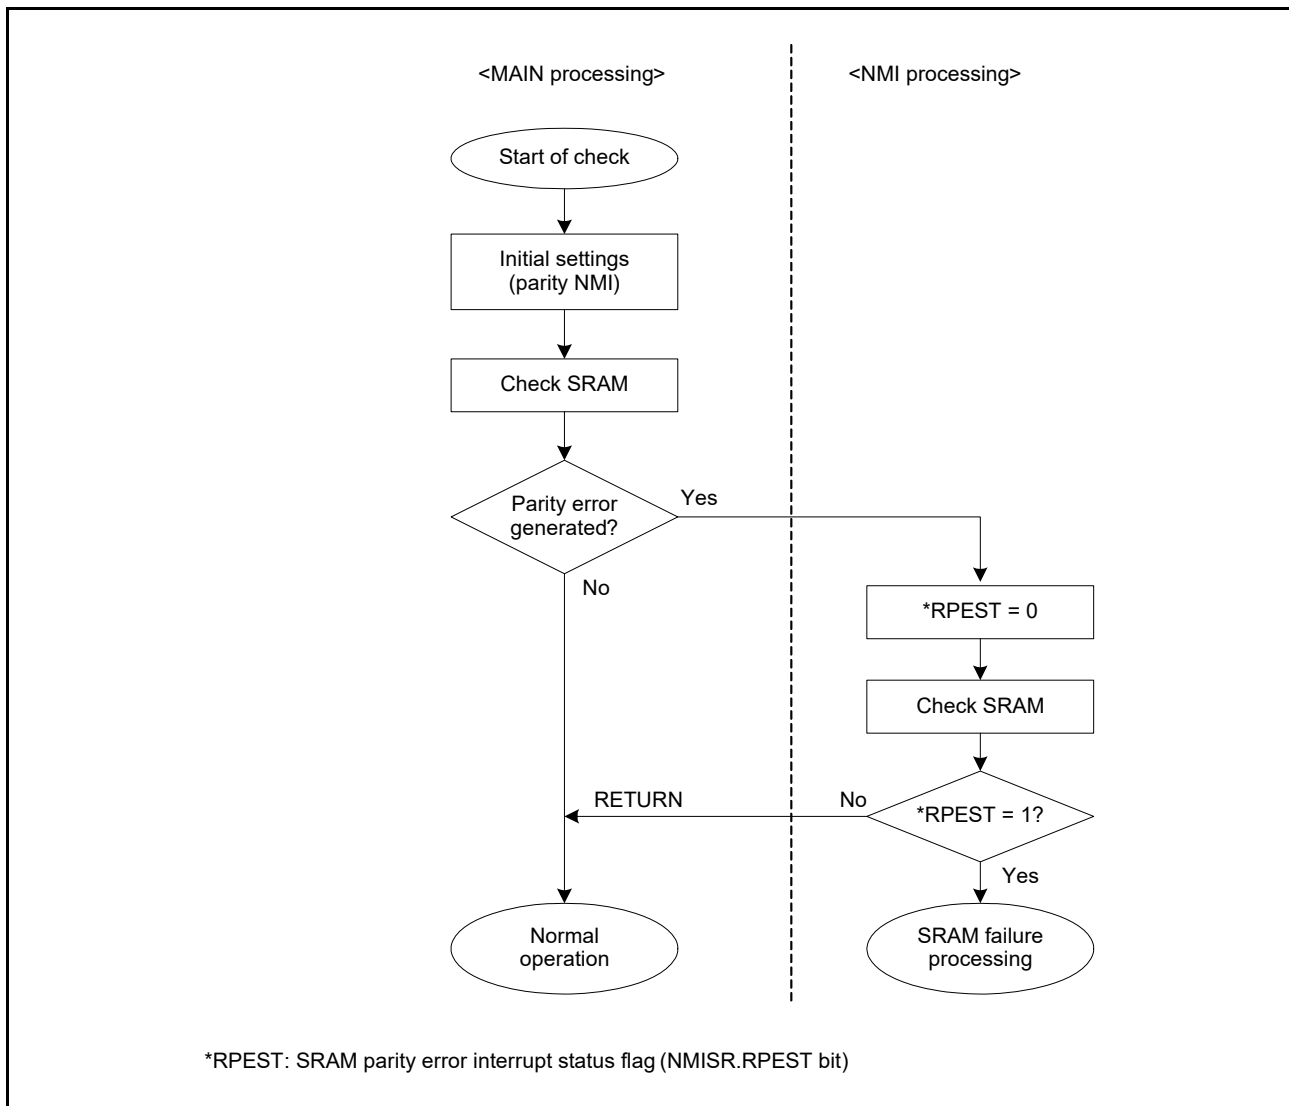 <MAIN processing>
<NMI processing>
Start of check
Initial settings
(parity NMI)
Check SRAM
Parity error
generated?
Yes
No
*RPEST = 0
Check SRAM
*RPEST = 1?
No
RETURN
Yes
Normal
operation
SRAM failure
processing
*RPEST: SRAM parity error interrupt status flag (NMISR.RPEST bit)